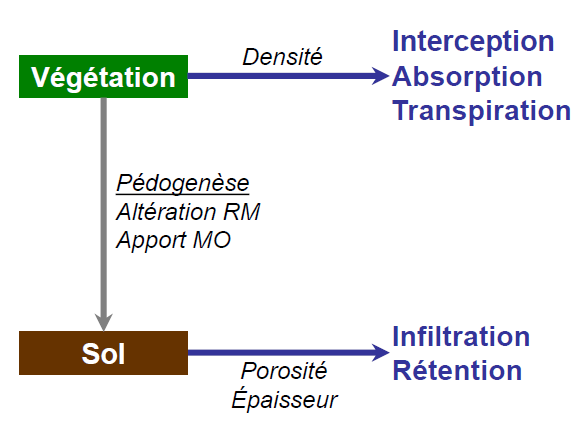 Végétation
Densité
Interception
Absorption
Transpiration
Pédogenèse
Altération RM
Apport MO
Sol
Porosité
Épaisseur
Infiltration
Rétention